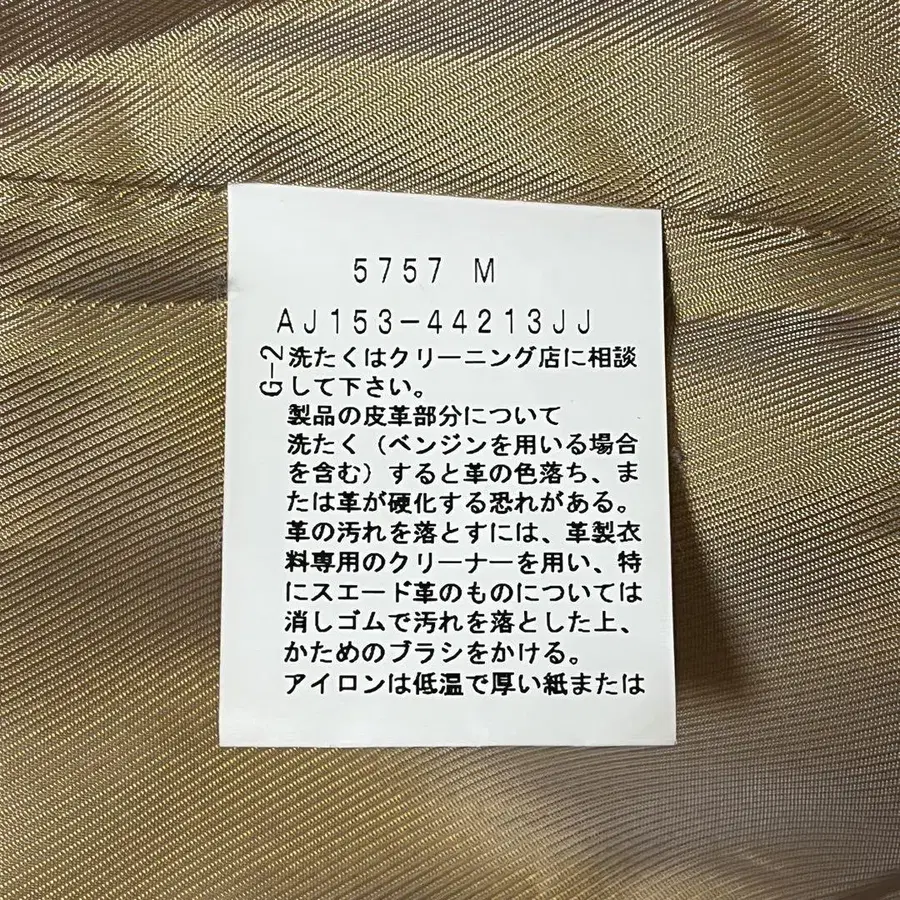 5757 M
AJ153-44213JJ
G-2
洗たくはクリーニング店に相談
して下さい。
製品の皮革部分について
洗たく（ベンジンを用いる場合
を含む）すると革の色落ち、ま
たは革が硬化する恐れがある。
革の汚れを落とすには、革製衣
料専用のクリーナーを用い、特
にスエード革のものについては
消しゴムで汚れを落とした上、
かためのブラシをかける。
アイロンは低温で厚い紙または